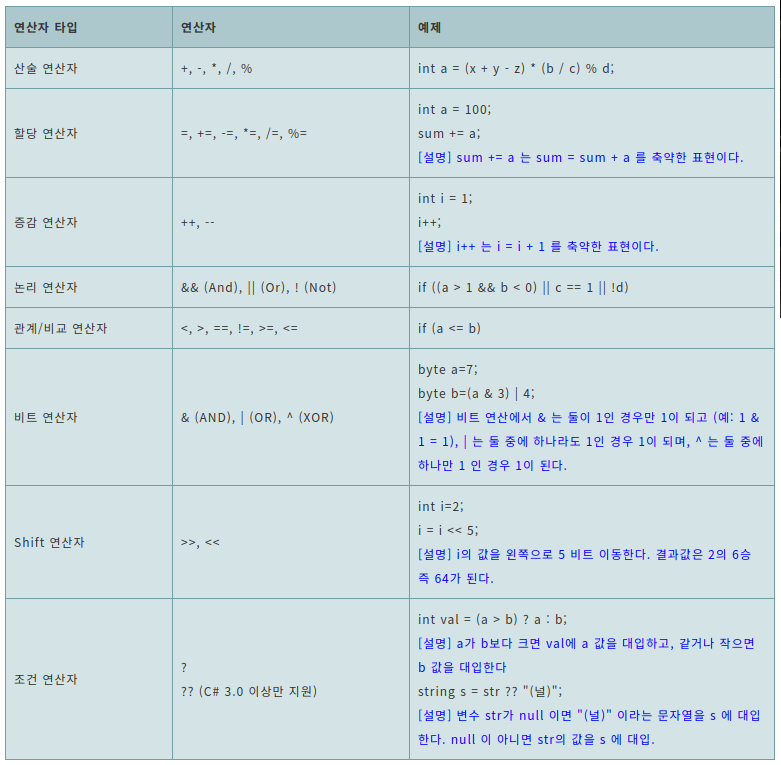 연산자 타입 연산자 예제
산술 연산자 +, -, *, /, % int a = (x + y - z) * (b / c) % d;
할당 연산자 =, +=, -=, *=, /=, %= int a = 100;
sum += a;
[설명] sum += a 는 sum = sum + a 를 축약한 표현이다.
증감 연산자 ++, -- int i = 1;
i++;
[설명] i++ 는 i = i + 1 를 축약한 표현이다.
논리 연산자 && (And), || (Or), ! (Not) if ((a > 1 && b < 0) || c == 1 || !d)
관계/비교 연산자 <, >, ==, !=, >=, <= if (a <= b)
비트 연산자 & (AND), | (OR), ^ (XOR) byte a=7;
byte b=(a & 3) | 4;
[설명] 비트 연산에서 & 는 둘이 1인 경우만 1이 되고 (예: 1 &
1 = 1), | 는 둘 중에 하나라도 1인 경우 1이 되며, ^ 는 둘 중에
하나만 1 인 경우 1이 된다.
Shift 연산자 >>, << int i=2;
i = i << 5;
[설명] i의 값을 왼쪽으로 5 비트 이동한다. 결과값은 2의 6승
즉 64가 된다.
조건 연산자 ?
?? (C# 3.0 이상만 지원)
int val = (a > b) ? a : b;
[설명] a가 b보다 크면 val에 a 값을 대입하고, 같거나 작으면
b 값을 대입한다
string s = str ?? "(널)";
[설명] 변수 str가 null 이면 "(널)" 이라는 문자열을 s 에 대입
한다. null 이 아니면 str의 값을 s 에 대입.